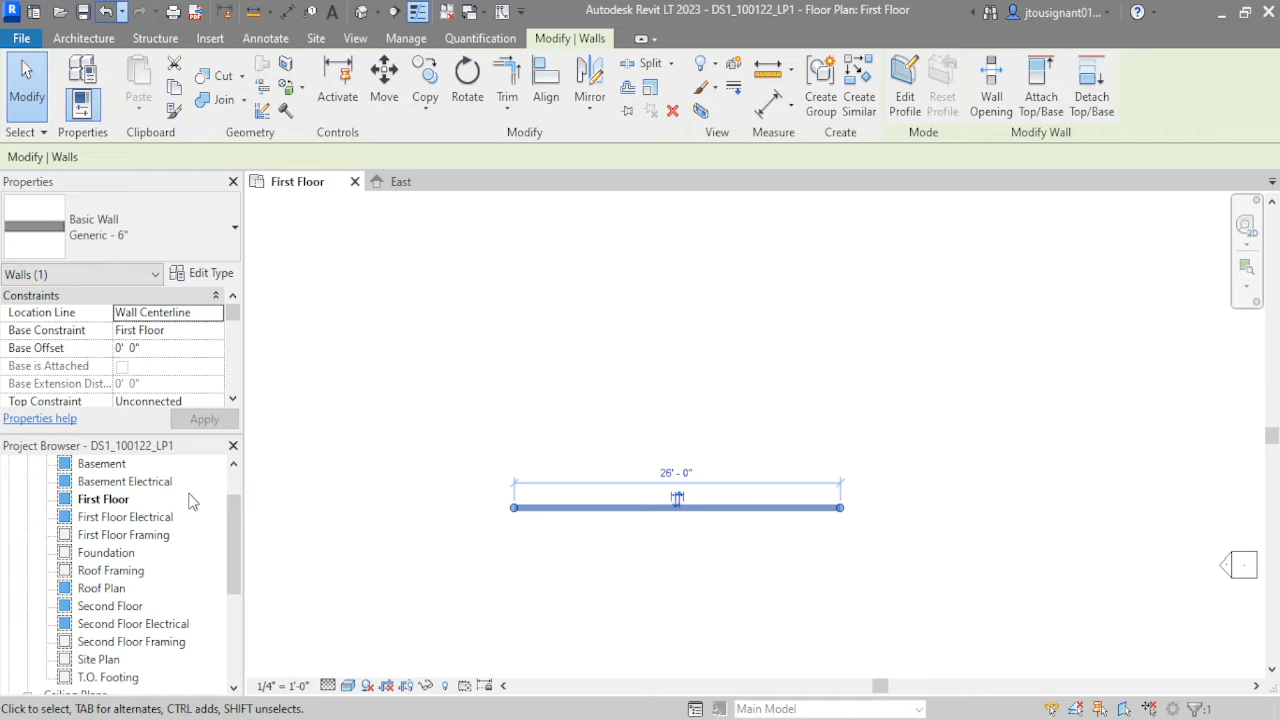 R
Autodesk Revit LT 2023 - DS1_100122_LP1 - Floor Plan: First Floor
jtousignant01...
File Architecture Structure Insert Annotate Site View Manage Quantification Modify | Walls
Modify Paste Cut Join Activate Move Copy Rotate Trim Align Mirror Split Create Group Create Similar Edit Profile Reset Profile Wall Opening Attach Top/Base Detach Top/Base
Select Properties Clipboard Geometry Controls Modify View Measure Create Mode Modify Wall
Modify | Walls
Properties
First Floor East
Basic Wall
Generic - 6"
Walls (1) Edit Type
Constraints
Location Line Wall Centerline
Base Constraint First Floor
Base Offset 0' 0"
Base is Attached
Base Extension Dist... 0' 0"
Top Constraint Unconnected
Properties help Apply
Project Browser - DS1_100122_LP1
Basement
Basement Electrical
First Floor
First Floor Electrical
First Floor Framing
Foundation
Roof Framing
Roof Plan
Second Floor
Second Floor Electrical
Second Floor Framing
Site Plan
T.O. Footing
Ceiling Plans
26' - 0"
2D
1/4" = 1'-0"
Click to select, TAB for alternates, CTRL adds, SHIFT unselects.
Main Model
:1